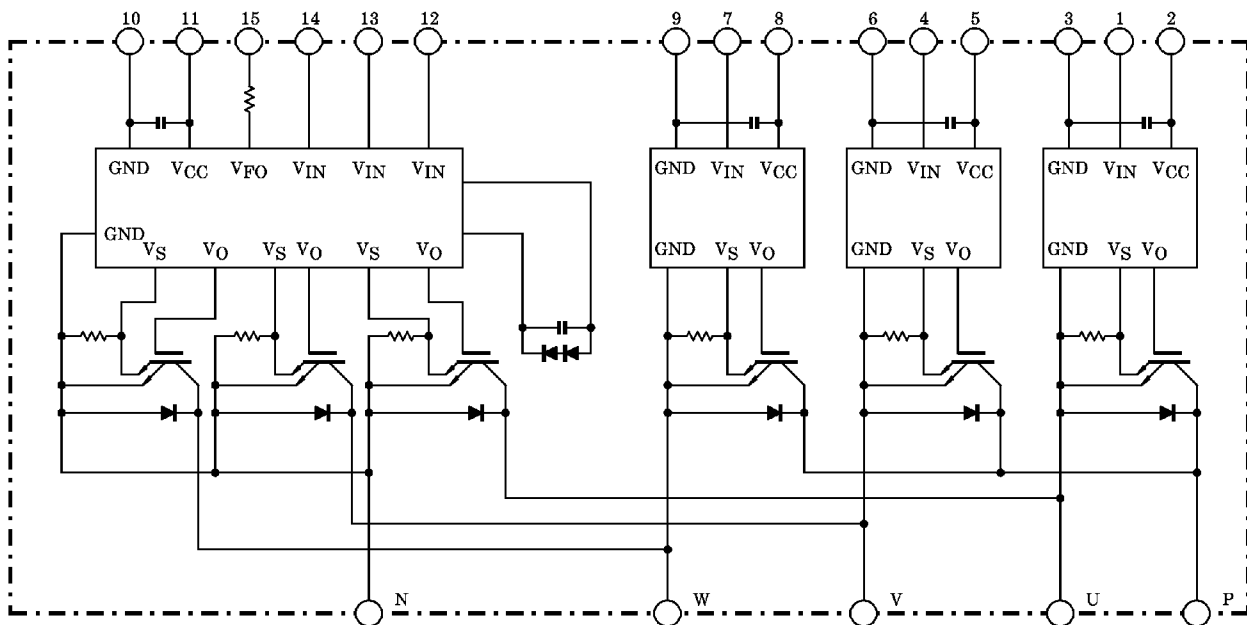 10 11 15 14 13 12 9 7 8 6 4 5 3 1 2
GND VCC VFO VIN VIN VIN GND VIN VCC GND VIN VCC GND VIN VCC
GND VS VO VS VO VS VO GND VS VO GND VS VO GND VS VO
N W V U P